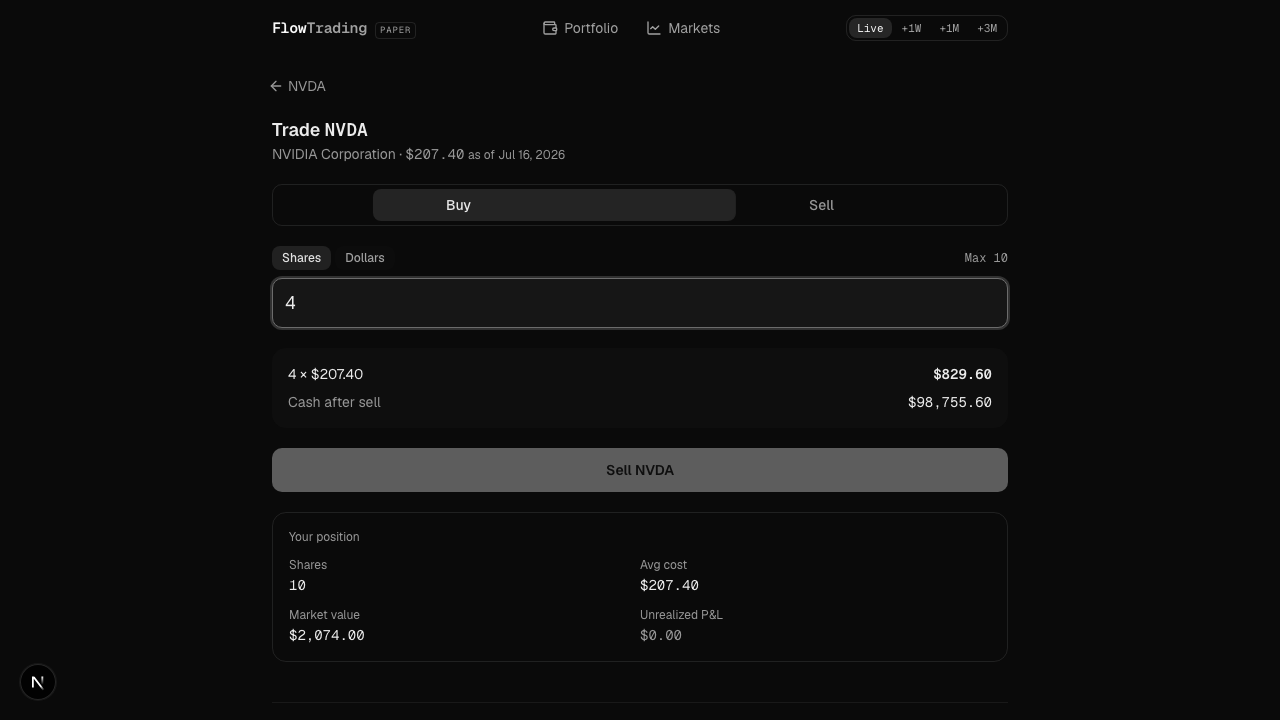 FlowTrading PAPER
Portfolio
Markets
Live +1W +1M +3M
NVDA
Trade NVDA
NVIDIA Corporation · $207.40 as of Jul 16, 2026
Buy Sell
Shares Dollars Max 10
4
4 × $207.40 $829.60
Cash after sell $98,755.60
Sell NVDA
Your position
Shares Avg cost
10 $207.40
Market value Unrealized P&L
$2,074.00 $0.00
N